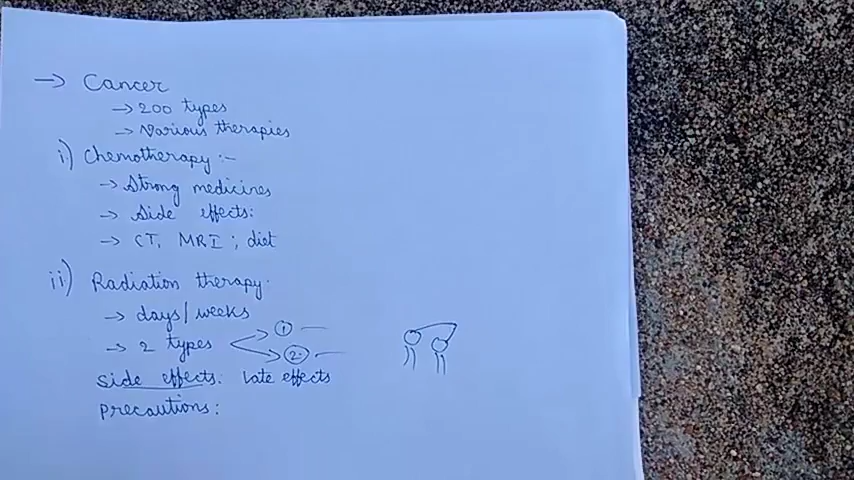 → Cancer
→ 200 types
→ Various therapies
i) Chemotherapy :-
→ Strong medicines
→ Side effects:
→ CT, MRI ; diet
ii) Radiation therapy:
→ days/weeks
→ 2 types
① —
② —
Side effects: Late effects
Precautions: